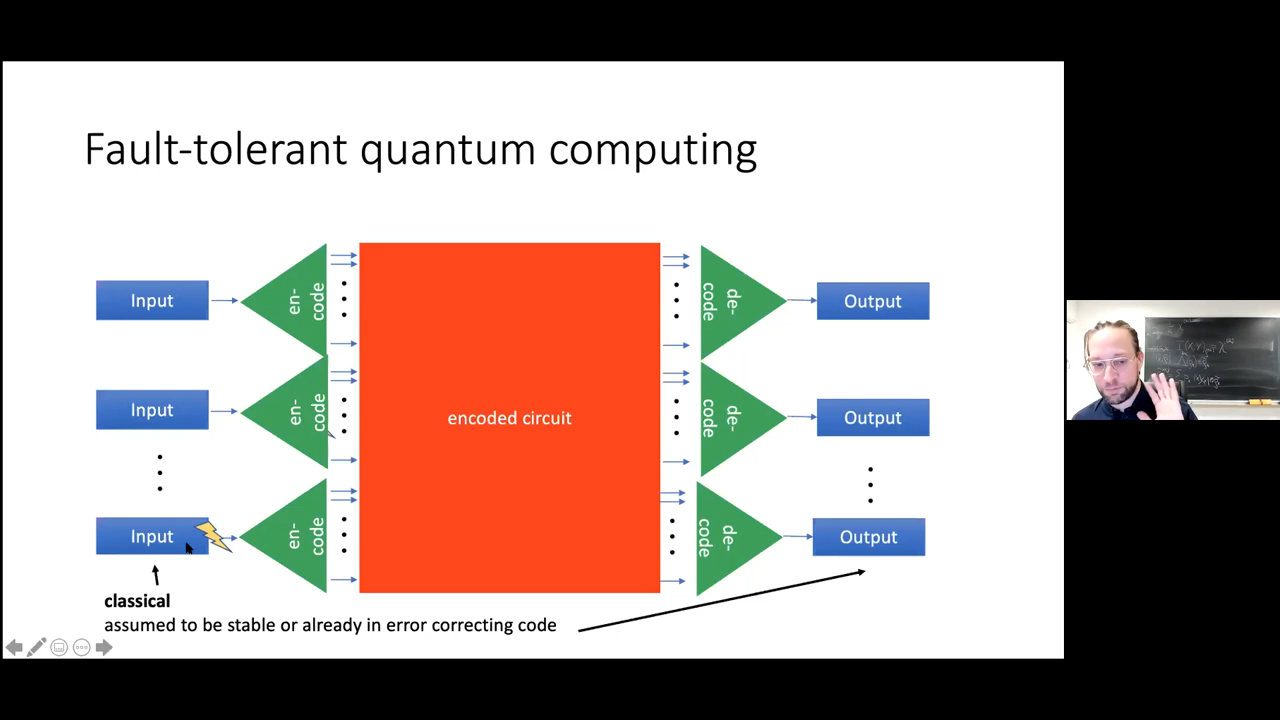 Fault-tolerant quantum computing
Input
en-
code
de-
code
Output
Input
en-
code
encoded circuit
de-
code
Output
Input
en-
code
de-
code
Output
classical
assumed to be stable or already in error correcting code